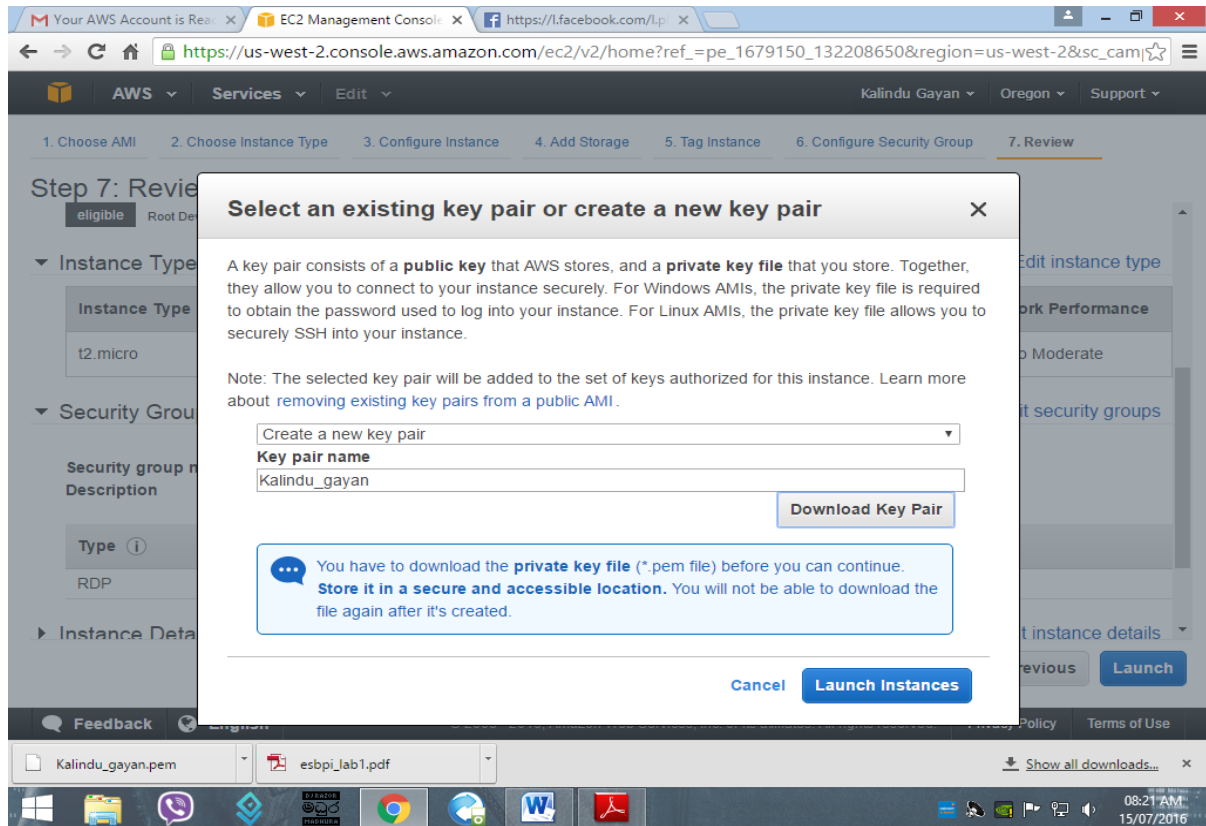 Your AWS Account is Rea
EC2 Management Console
https://l.facebook.com/l.p
https://us-west-2.console.aws.amazon.com/ec2/v2/home?ref_=pe_1679150_132208650&region=us-west-2&sc_cam
AWS Services Edit Kalindu Gayan Oregon Support
1. Choose AMI 2. Choose Instance Type 3. Configure Instance 4. Add Storage 5. Tag Instance 6. Configure Security Group 7. Review
Step 7: Revie
eligible Root De
Instance Type
Edit instance type
Instance Type
ork Performance
t2.micro
o Moderate
Security Grou
it security groups
Security group n
Description
Type i
RDP
Instance Deta
t instance details
revious Launch
Select an existing key pair or create a new key pair
A key pair consists of a public key that AWS stores, and a private key file that you store. Together,
they allow you to connect to your instance securely. For Windows AMIs, the private key file is required
to obtain the password used to log into your instance. For Linux AMIs, the private key file allows you to
securely SSH into your instance.
Note: The selected key pair will be added to the set of keys authorized for this instance. Learn more
about removing existing key pairs from a public AMI .
Create a new key pair
Key pair name
Kalindu_gayan
Download Key Pair
You have to download the private key file (*.pem file) before you can continue.
Store it in a secure and accessible location. You will not be able to download the
file again after it's created.
Cancel Launch Instances
Feedback English Policy Terms of Use
Kalindu_gayan.pem
esbpi_lab1.pdf
Show all downloads...
08:21 AM
15/07/2016